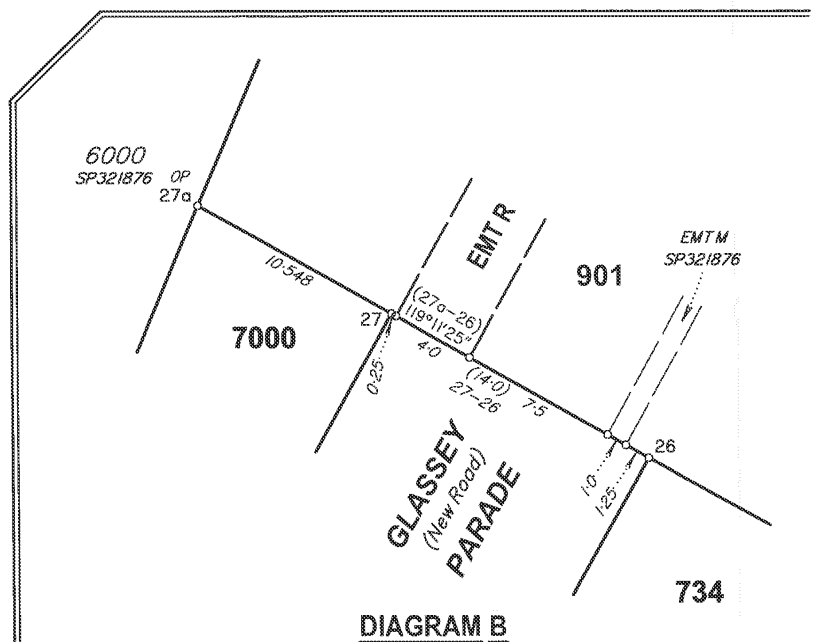 6000
SP321876
OP
27a
10·548
EMT R
EMT M
SP321876
901
7000
27
0·25
(27a-26)
119°11'25"
4·0
(14·0)
27-26
7·5
1·0
1·25
26
GLASSEY
(New Road)
PARADE
734
DIAGRAM B